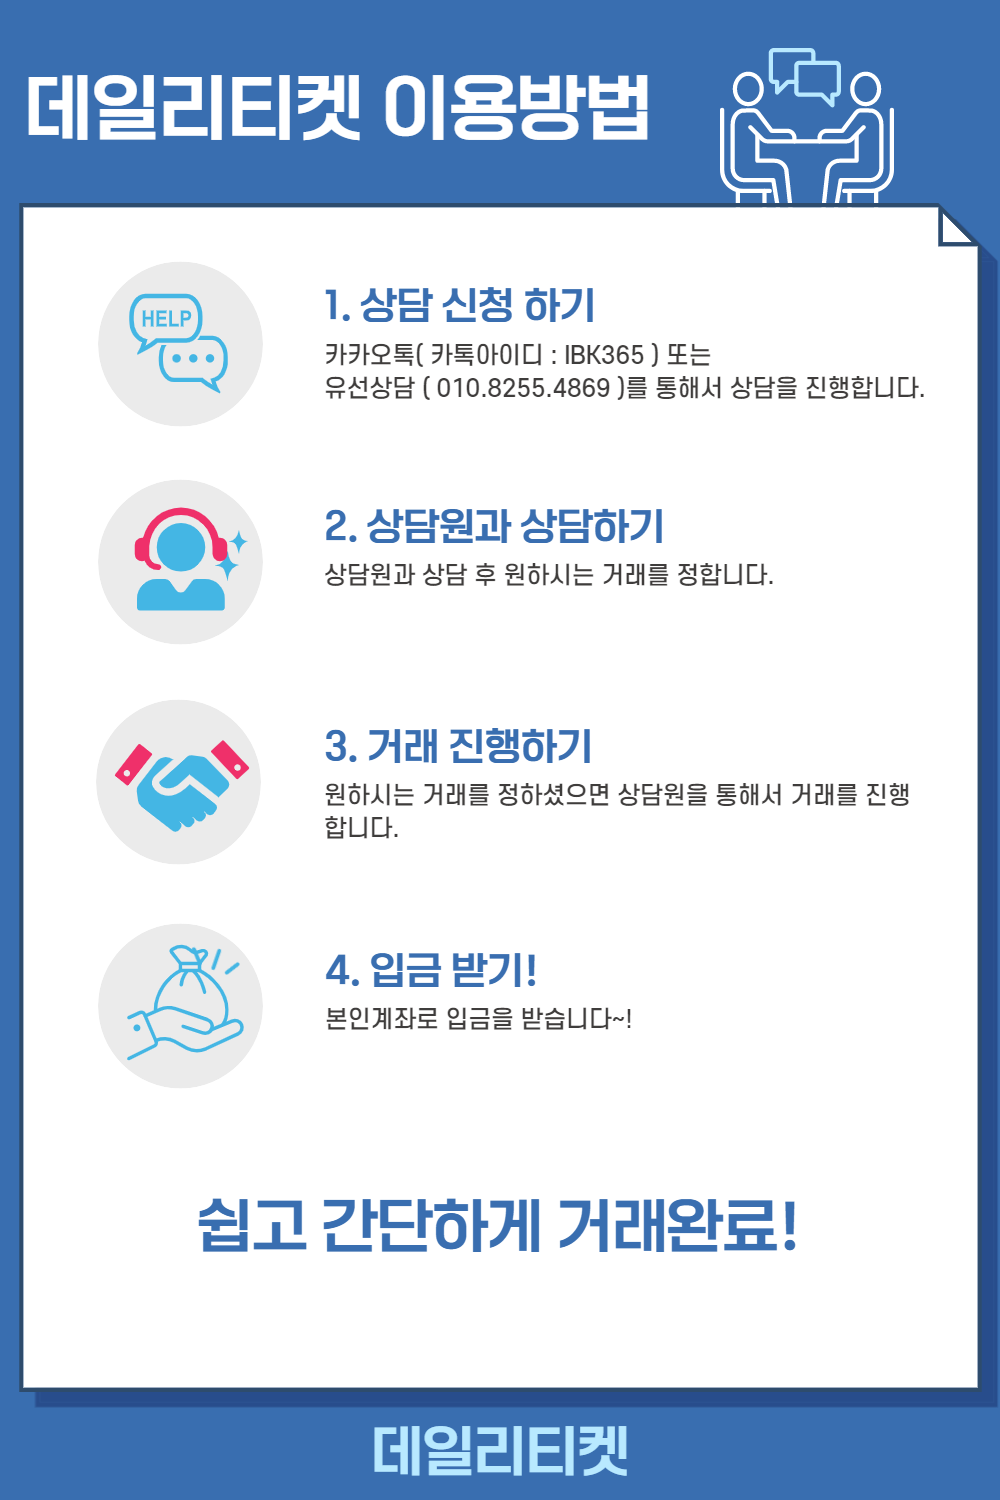 데일리티켓 이용방법
HELP
1. 상담 신청 하기
카카오톡( 카톡아이디 : IBK365 ) 또는
유선상담 ( 010.8255.4869 )를 통해서 상담을 진행합니다.
2. 상담원과 상담하기
상담원과 상담 후 원하시는 거래를 정합니다.
3. 거래 진행하기
원하시는 거래를 정하셨으면 상담원을 통해서 거래를 진행
합니다.
4. 입금 받기!
본인계좌로 입금을 받습니다~!
쉽고 간단하게 거래완료!
데일리티켓